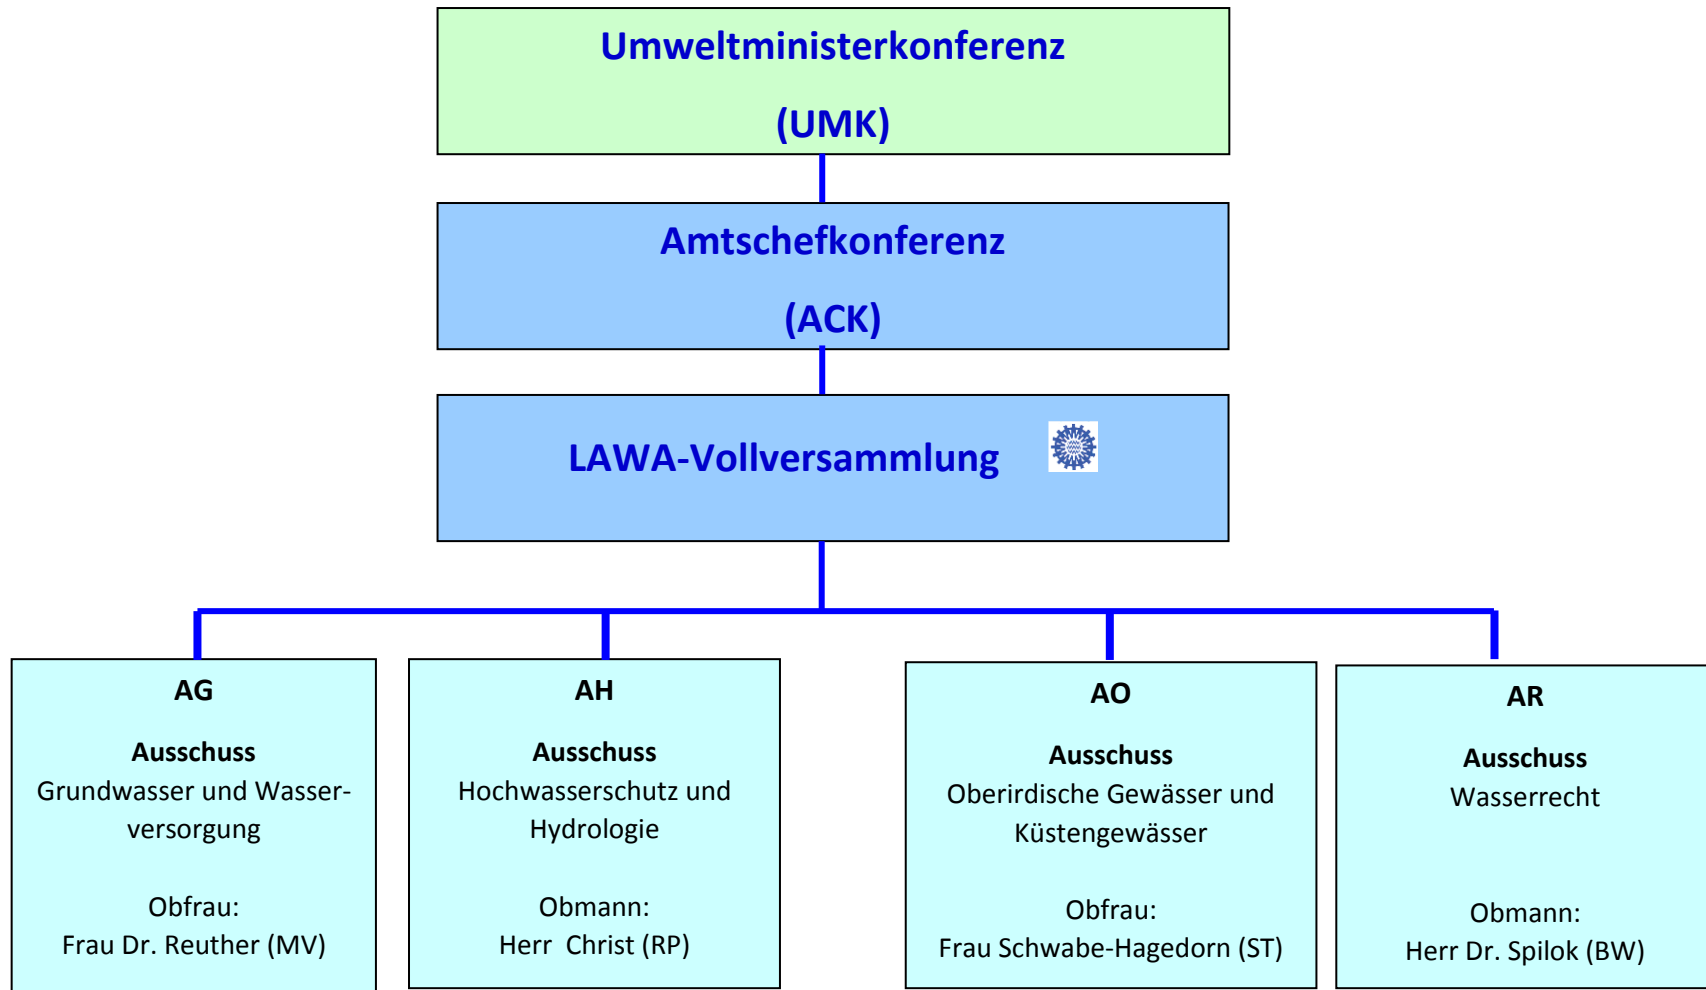 Umweltministerkonferenz
(UMK)
Amtschefkonferenz
(ACK)
LAWA-Vollversammlung
AG
Ausschuss
Grundwasser und Wasser-
versorgung
Obfrau:
Frau Dr. Reuther (MV)
AH
Ausschuss
Hochwasserschutz und
Hydrologie
Obmann:
Herr  Christ (RP)
AO
Ausschuss
Oberirdische Gewässer und
Küstengewässer
Obfrau:
Frau Schwabe-Hagedorn (ST)
AR
Ausschuss
Wasserrecht
Obmann:
Herr Dr. Spilok (BW)